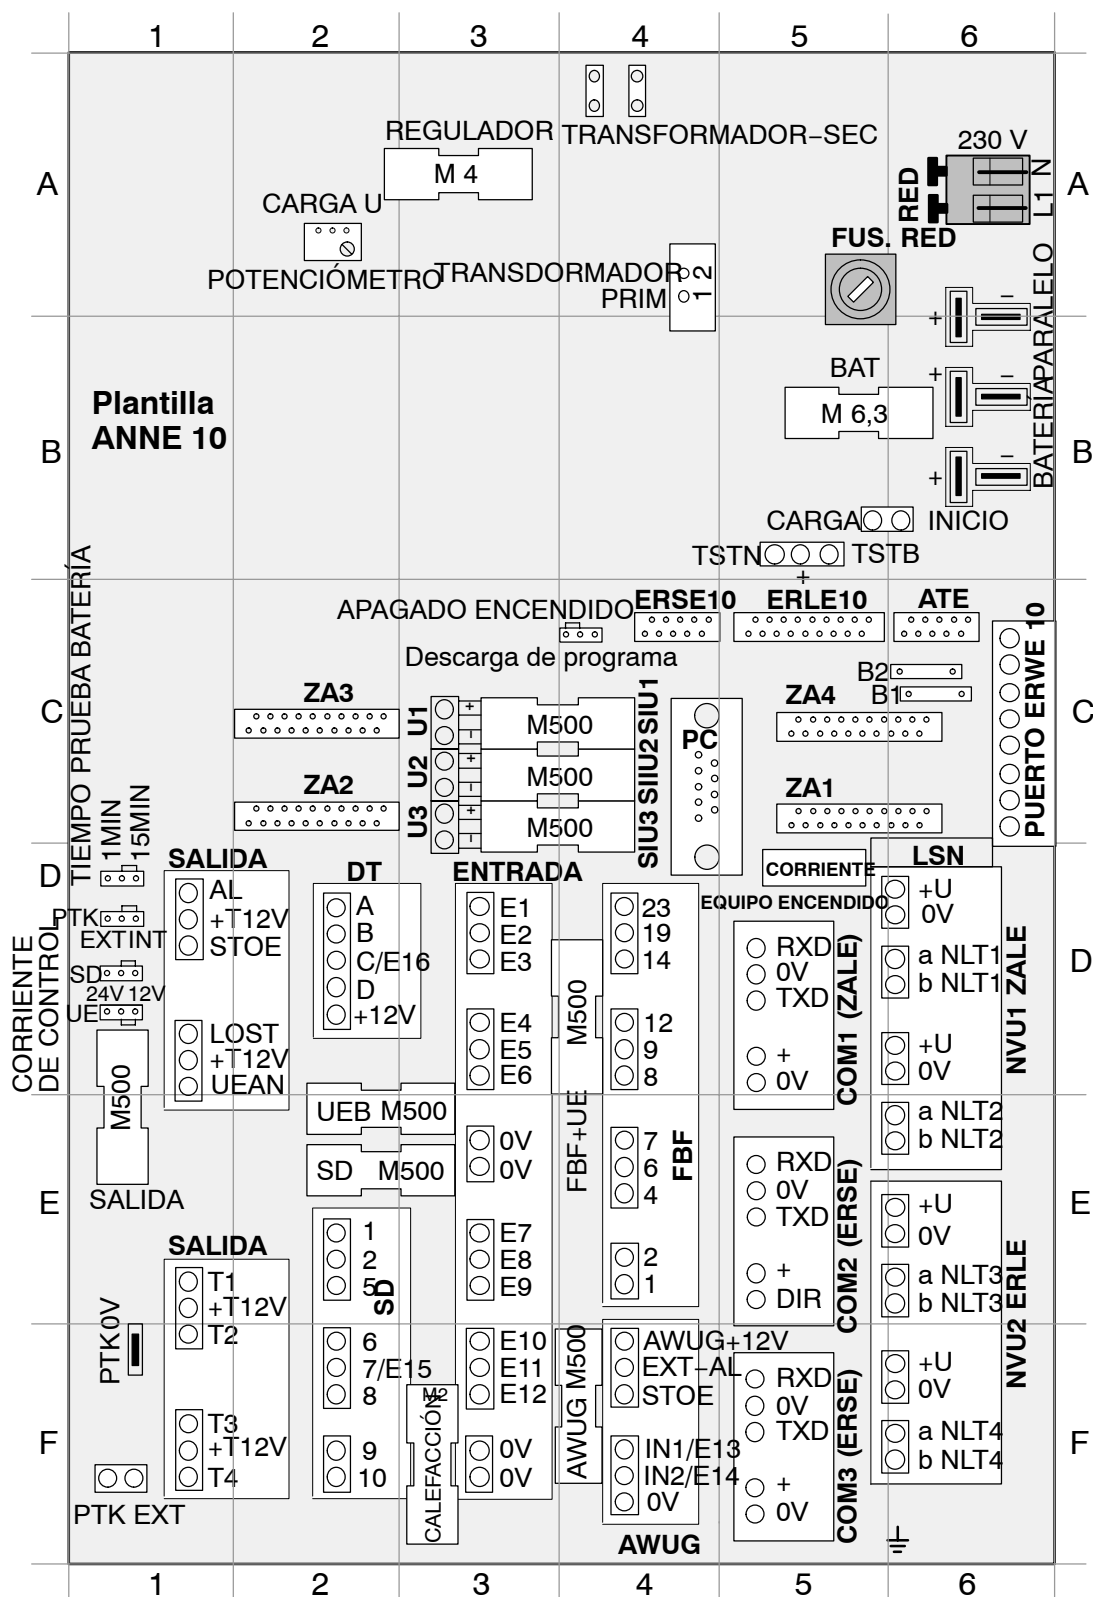 1 2 3 4 5 6
REGULADOR
TRANSFORMADOR–SEC
230 V
M 4
A
A
RED
N
L1
CARGA U
FUS. RED
POTENCIÓMETRO
TRANSDORMADOR
PRIM
1 2
–
+
BATERÍA PARALELO
BAT
M 6,3
+
–
Plantilla
ANNE 10
B
B
–
+
CARGA
INICIO
TSTN
TSTB
+
TIEMPO PRUEBA BATERÍA
1MIN
15MIN
APAGADO ENCENDIDO
ERSE10
ERLE10
ATE
Descarga de programa
B2
B1
PUERTO ERWE 10
C
C
ZA3
U1
+
–
M500
SIU1
PC
ZA4
ZA2
U2
+
–
M500
SIIU2
ZA1
U3
+
–
M500
SIU3
D
D
SALIDA
AL
+T12V
STOE
LOST
+T12V
UEAN
DT
A
B
C/E16
D
+12V
ENTRADA
E1
E2
E3
E4
E5
E6
23
19
14
12
9
8
CORRIENTE
EQUIPO ENCENDIDO
RXD
0V
TXD
+
0V
COM1 (ZALE)
LSN
+U
0V
a NLT1
b NLT1
+U
0V
a NLT2
b NLT2
NVU1 ZALE
PTK
EXTINT
SD
24V 12V
UE
CORRIENTE
DE CONTROL
M500
SALIDA
M500
FBF+UE
UEB M500
SD M500
E
E
0V
0V
7
6
4
2
1
FBF
RXD
0V
TXD
+
DIR
COM2 (ERSE)
+U
0V
a NLT3
b NLT3
+U
0V
a NLT4
b NLT4
NVU2 ERLE
SALIDA
T1
+T12V
T2
T3
+T12V
T4
1
2
5
SD
6
7/E15
8
9
10
E7
E8
E9
E10
E11
E12
0V
0V
PTK0V
PTK EXT
M2
CALEFACCIÓN
AWUG M500
AWUG+12V
EXT–AL
STOE
IN1/E13
IN2/E14
0V
AWUG
RXD
0V
TXD
+
0V
COM3 (ERSE)
F
F
1 2 3 4 5 6